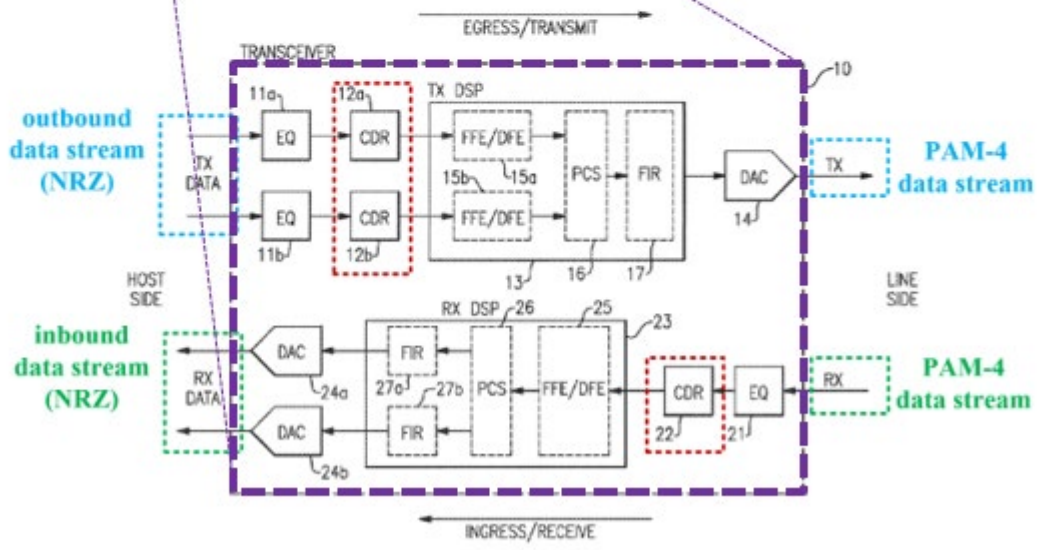 EGRESS/TRANSMIT
TRANSCEIVER
10
11a
12a
TX DSP
outbound
data stream
(NRZ)
TX
DATA
EQ
CDR
FFE/DFE
15a
15b
PCS
FIR
DAC
14
TX
PAM-4
data stream
EQ
CDR
FFE/DFE
11b
12b
13
16
17
HOST
SIDE
LINE
SIDE
RX DSP
26
25
23
inbound
data stream
(NRZ)
RX
DATA
DAC
24a
FIR
27a
27b
PCS
FFE/DFE
CDR
22
EQ
21
RX
PAM-4
data stream
DAC
24b
FIR
INGRESS/RECEIVE